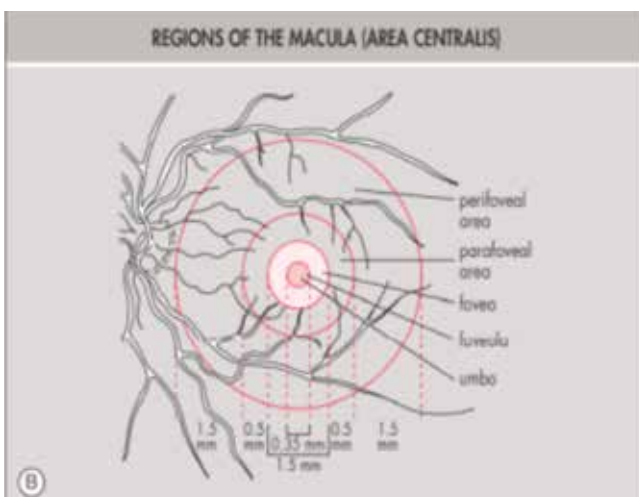 REGIONS OF THE MACULA (AREA CENTRALIS)
perifoveal
area
parafoveal
area
fovea
foveola
umbo
1.5
mm
0.5
mm
0.35 mm
0.5
mm
1.5
mm
1.5 mm
B